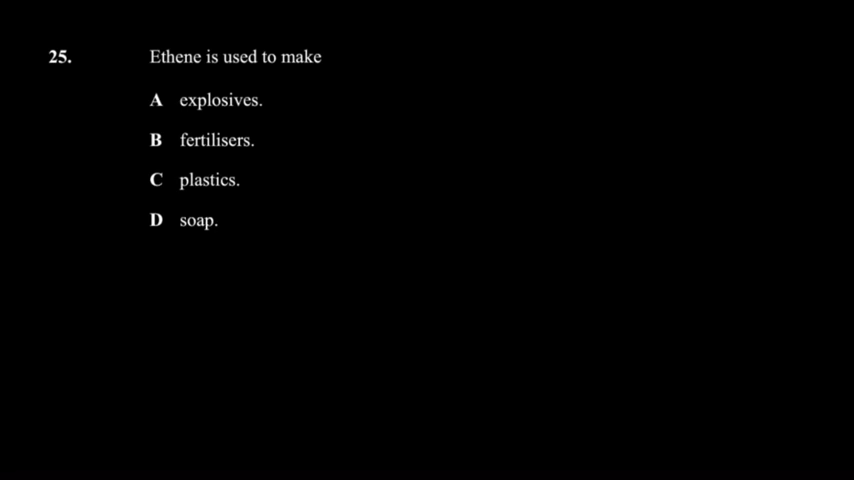 25. Ethene is used to make
A explosives.
B fertilisers.
C plastics.
D soap.